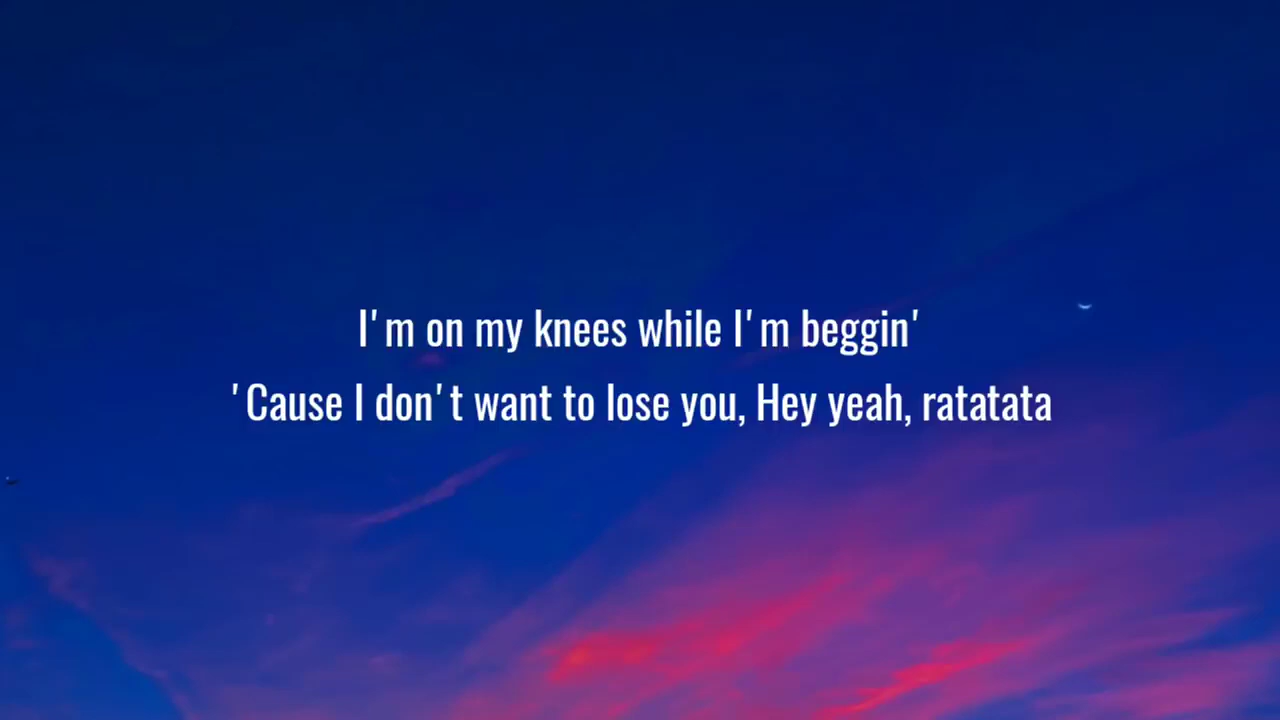 I'm on my knees while I'm beggin'
'Cause I don't want to lose you, Hey yeah, ratatata